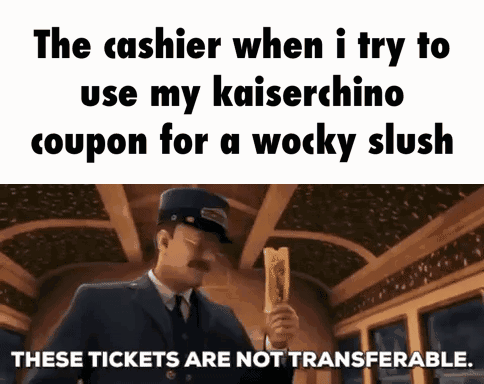 The cashier when i try to
use my kaiserchino
coupon for a wocky slush
THESE TICKETS ARE NOT TRANSFERABLE.